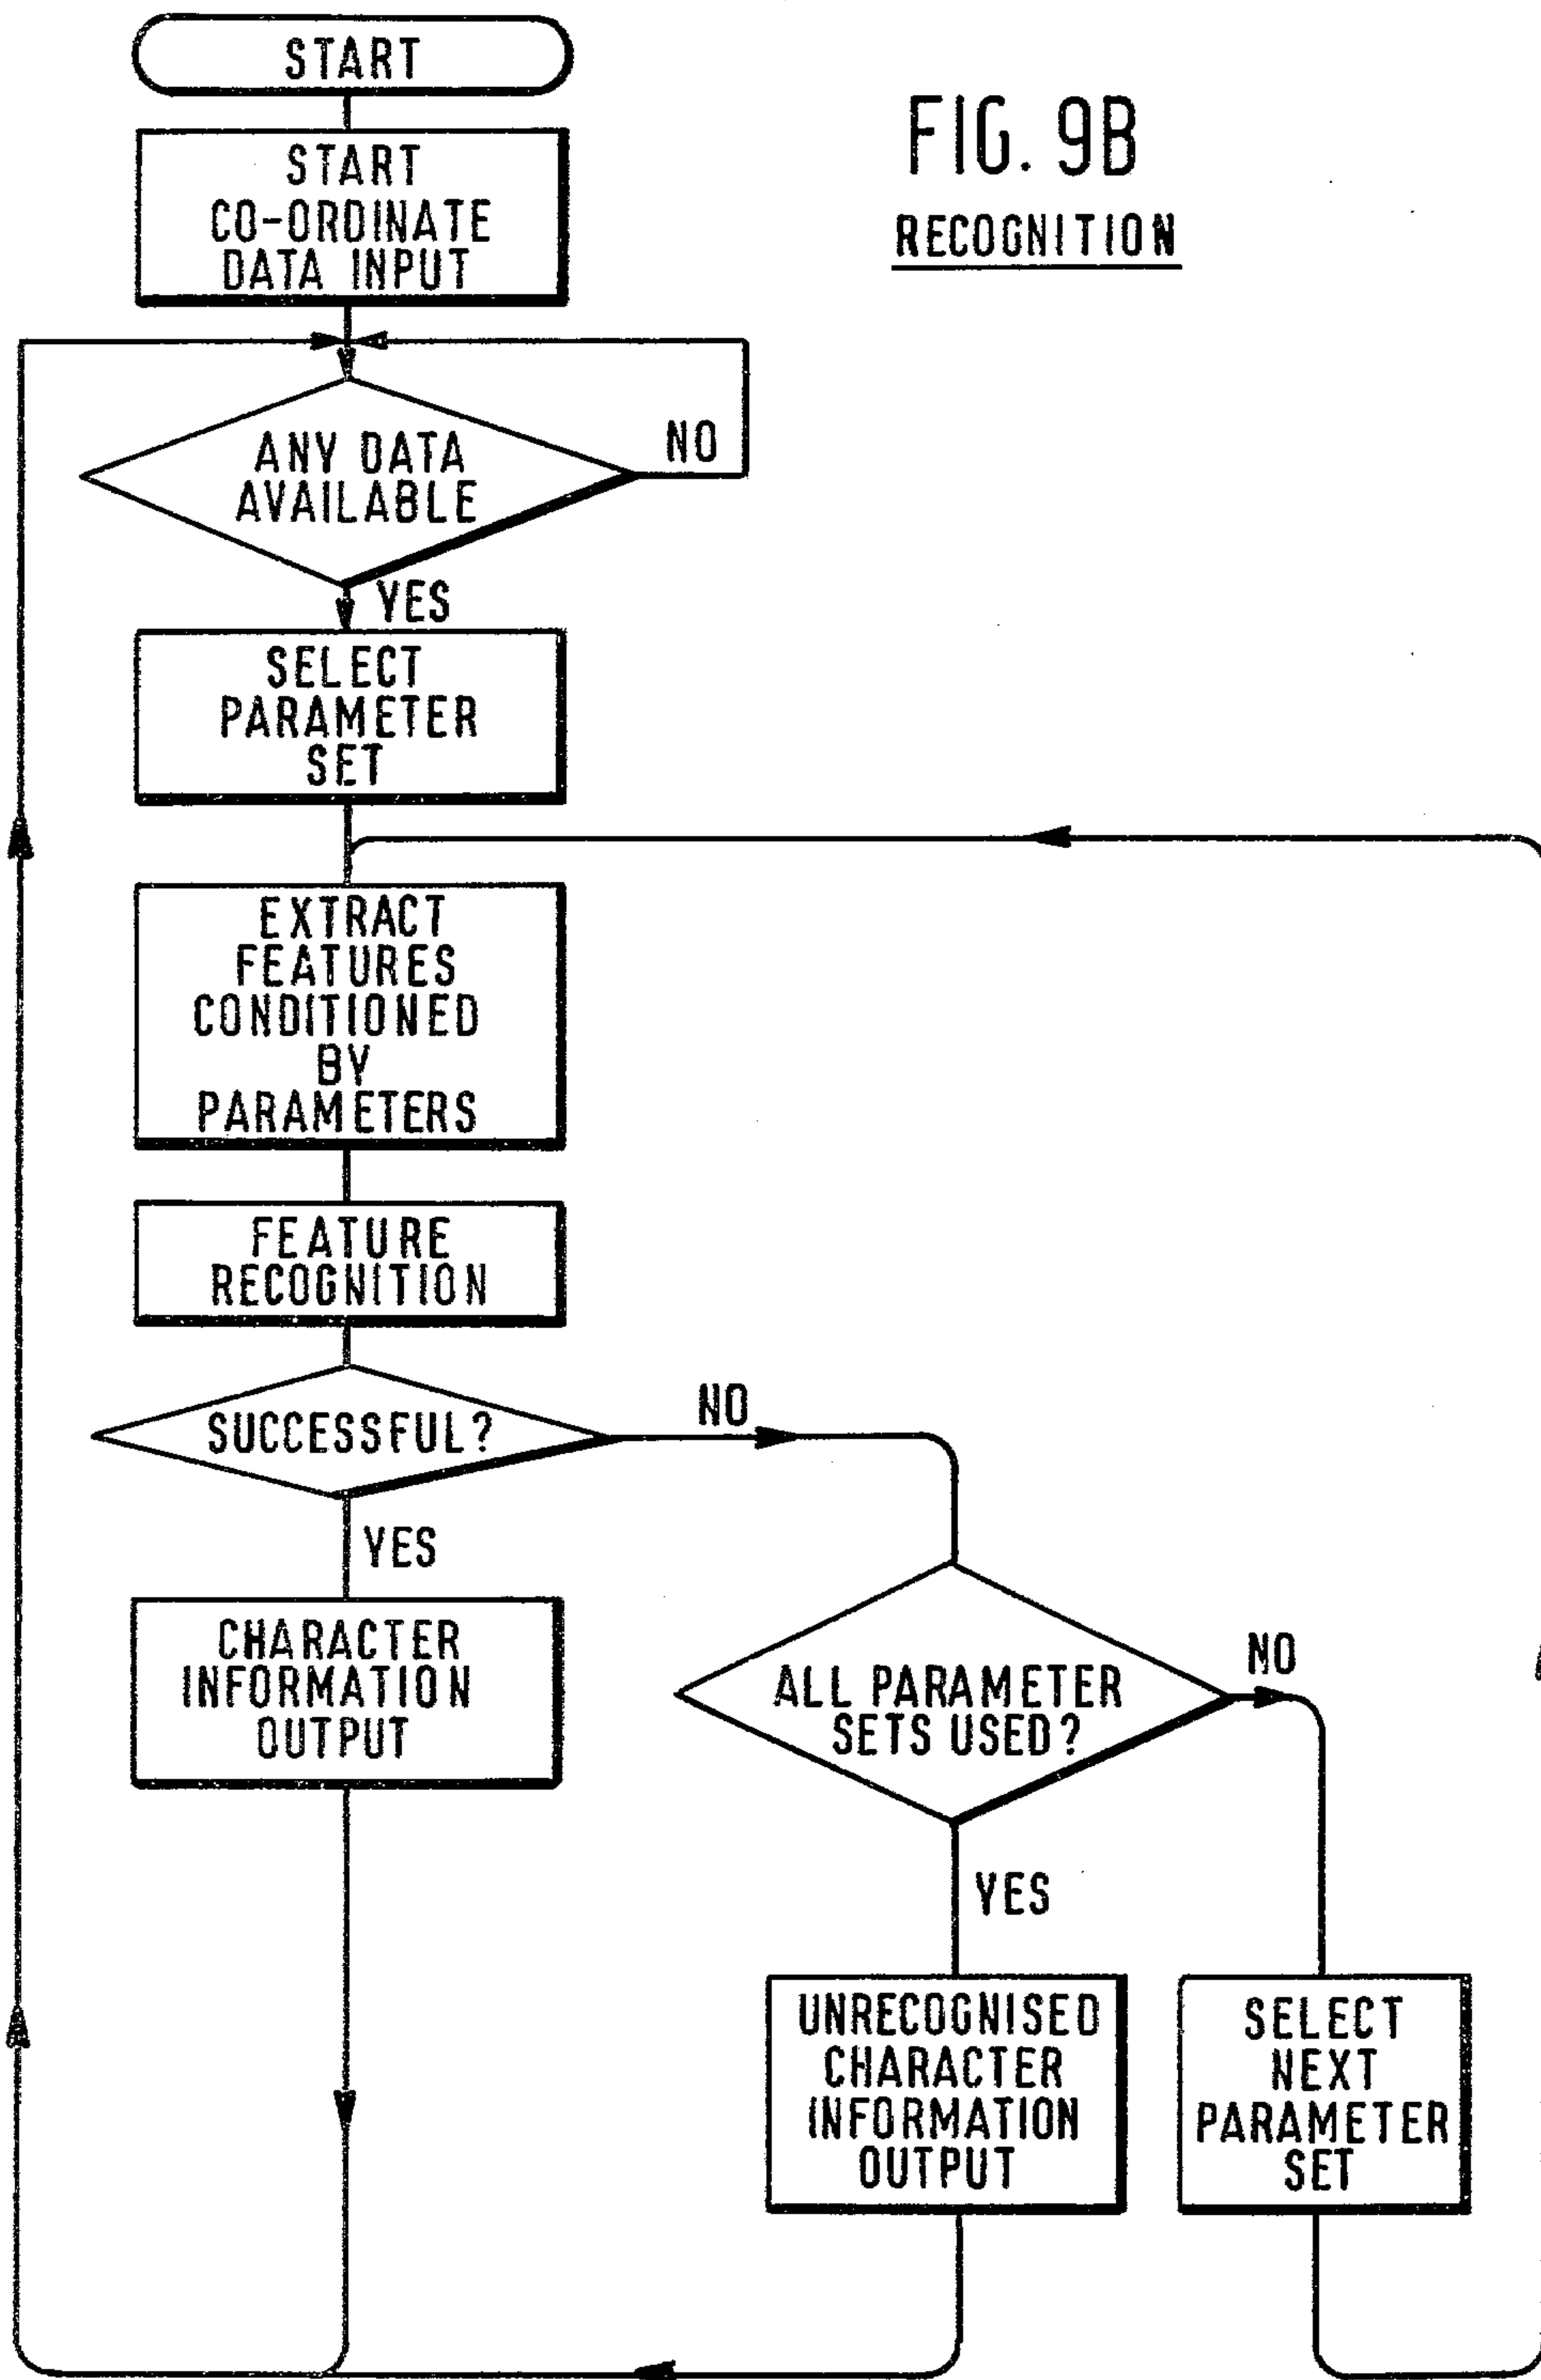 START
FIG. 9B
RECOGNITION
START
CO-ORDINATE
DATA INPUT
ANY DATA
AVAILABLE
NO
YES
SELECT
PARAMETER
SET
EXTRACT
FEATURES
CONDITIONED
BY
PARAMETERS
FEATURE
RECOGNITION
SUCCESSFUL?
NO
YES
CHARACTER
INFORMATION
OUTPUT
ALL PARAMETER
SETS USED?
NO
YES
UNRECOGNISED
CHARACTER
INFORMATION
OUTPUT
SELECT
NEXT
PARAMETER
SET